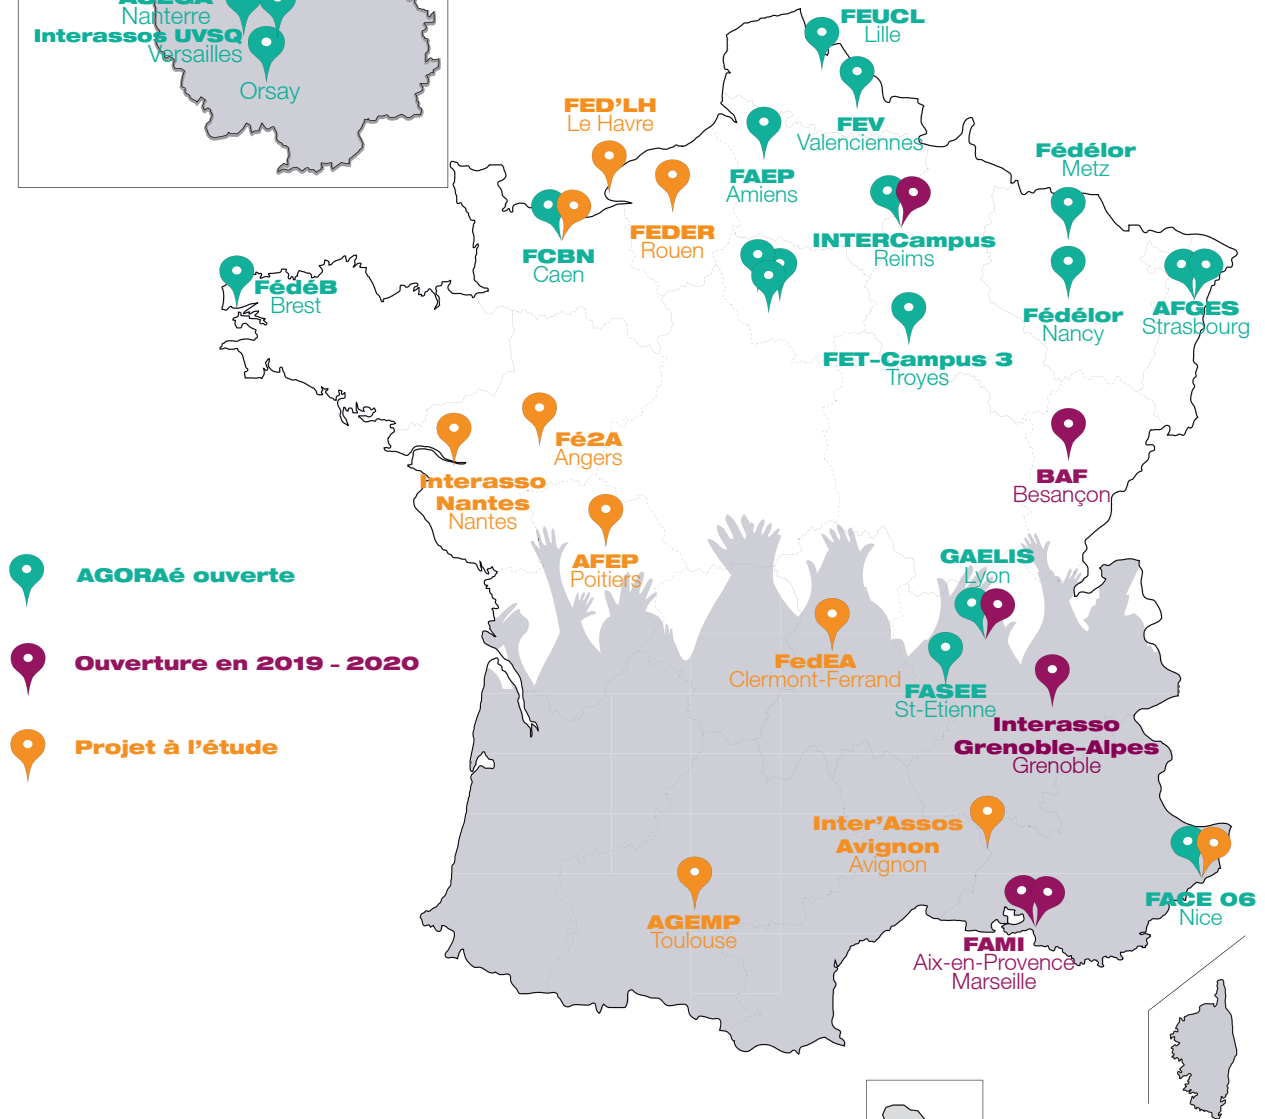 Nanterre
Interassos UVSQ
Versailles
Orsay
FEUCL
Lille
FEV
Valenciennes
FED'LH
Le Havre
FAEP
Amiens
Fédélor
Metz
FEDER
Rouen
INTERCampus
Reims
FCBN
Caen
FédéB
Brest
Fédélor
Nancy
AFGES
Strasbourg
FET-Campus 3
Troyes
Fé2A
Angers
Interasso
Nantes
Nantes
BAF
Besançon
AFEP
Poitiers
GAELIS
Lyon
AGORAé ouverte
Ouverture en 2019 - 2020
Projet à l'étude
FedEA
Clermont-Ferrand
FASEE
St-Etienne
Interasso
Grenoble-Alpes
Grenoble
Inter'Assos
Avignon
Avignon
AGEMP
Toulouse
FACE 06
Nice
FAMI
Aix-en-Provence
Marseille